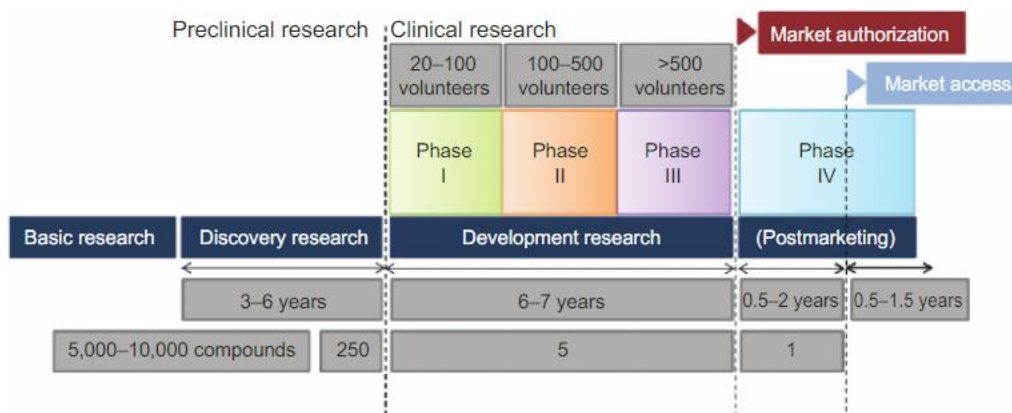 Preclinical research
Clinical research
Market authorization
Market access
20–100
volunteers
100–500
volunteers
>500
volunteers
Phase
I
Phase
II
Phase
III
Phase
IV
Basic research
Discovery research
Development research
(Postmarketing)
3–6 years
6–7 years
0.5–2 years
0.5–1.5 years
5,000–10,000 compounds
250
5
1